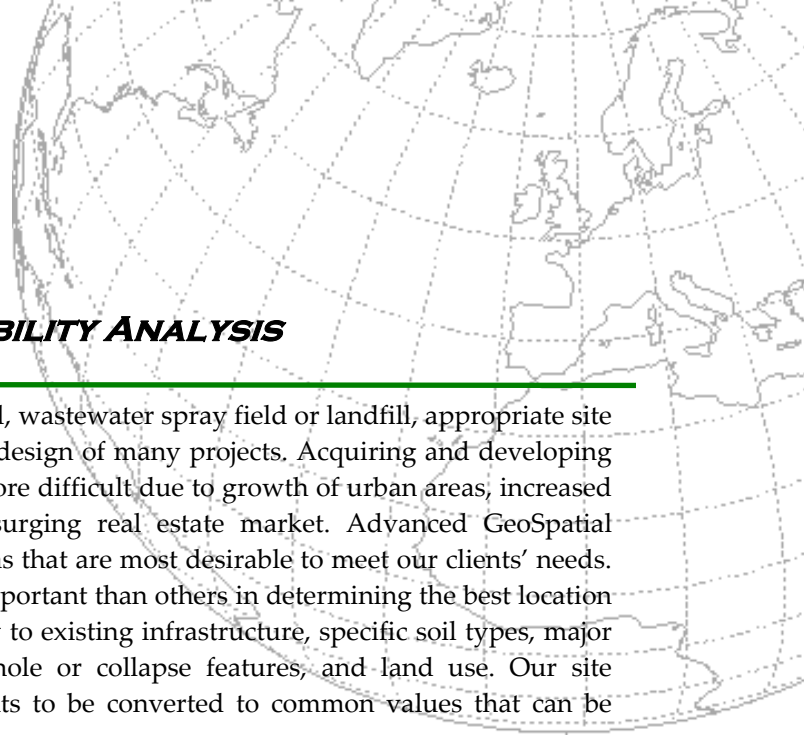 BILITY ANALYSIS
l, wastewater spray field or landfill, appropriate site
design of many projects. Acquiring and developing
ore difficult due to growth of urban areas, increased
surging real estate market. Advanced GeoSpatial
ns that are most desirable to meet our clients’ needs.
portant than others in determining the best location
y to existing infrastructure, specific soil types, major
hole or collapse features, and land use. Our site
nts to be converted to common values that can be